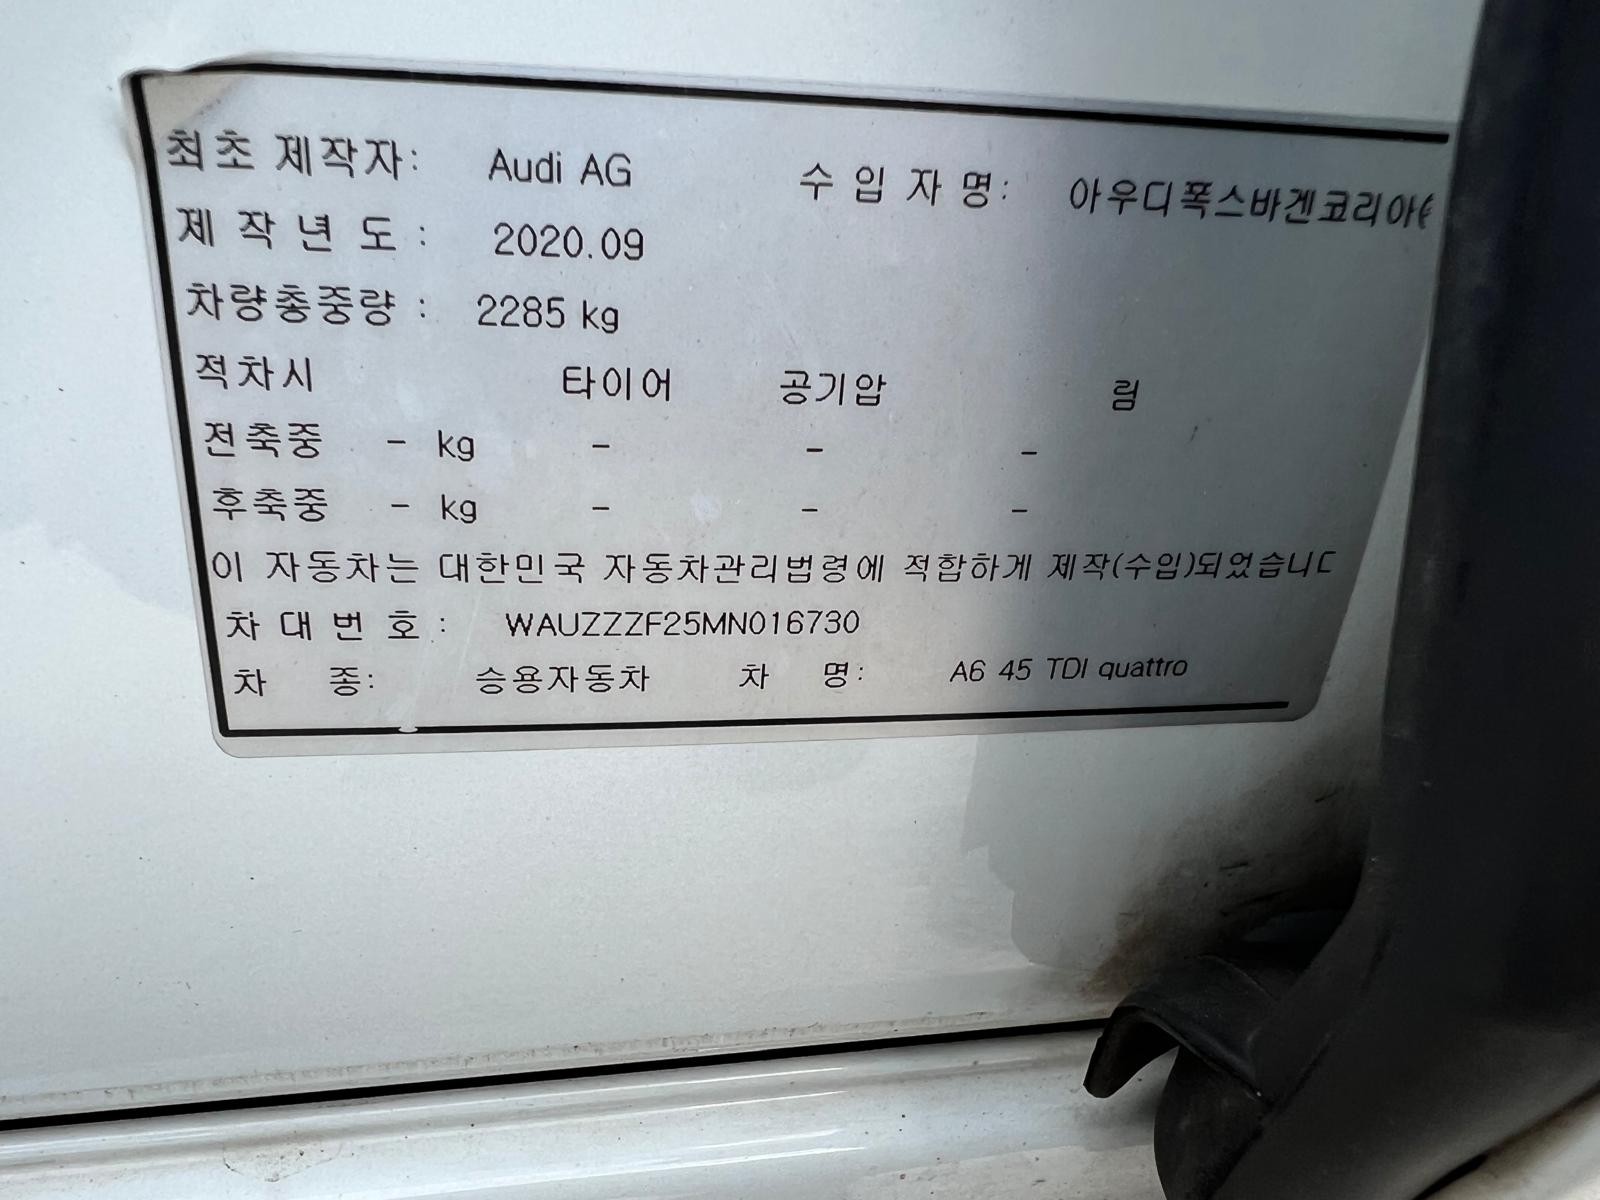 최초 제작자: Audi AG 수 입 자 명: 아우디폭스바겐코리아(
제 작 년 도 : 2020.09
차량총중량 : 2285 kg
적차시 타이어 공기압 림
전축중 - kg - - -
후축중 - kg - - -
이 자동차는 대한민국 자동차관리법령에 적합하게 제작(수입)되었습니
차 대 번 호 : WAUZZZF25MN016730
차 종: 승용자동차 차 명: A6 45 TDI quattro